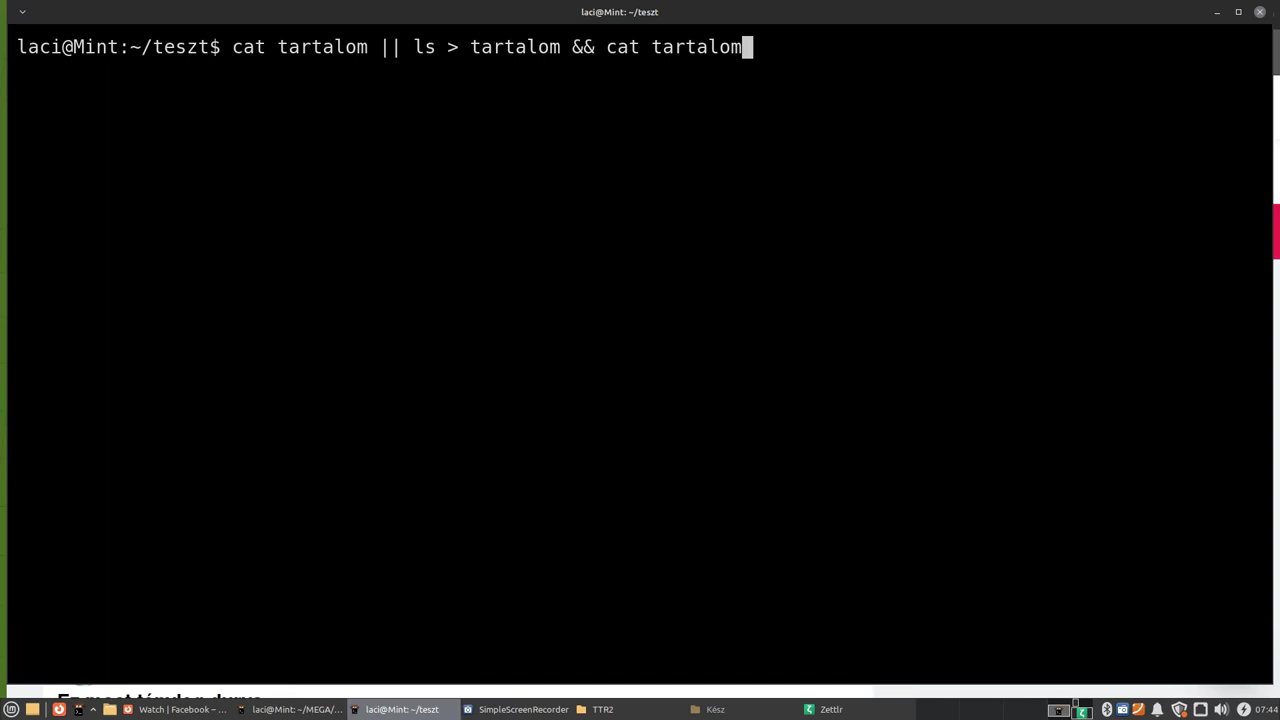 laci@Mint: ~/teszt
laci@Mint:~/teszt$ cat tartalom || ls > tartalom && cat tartalom
Watch | Facebook – ...
laci@Mint: ~/MEGA/...
laci@Mint: ~/teszt
SimpleScreenRecorder
TTR2
Kész
Zettlr
07:44